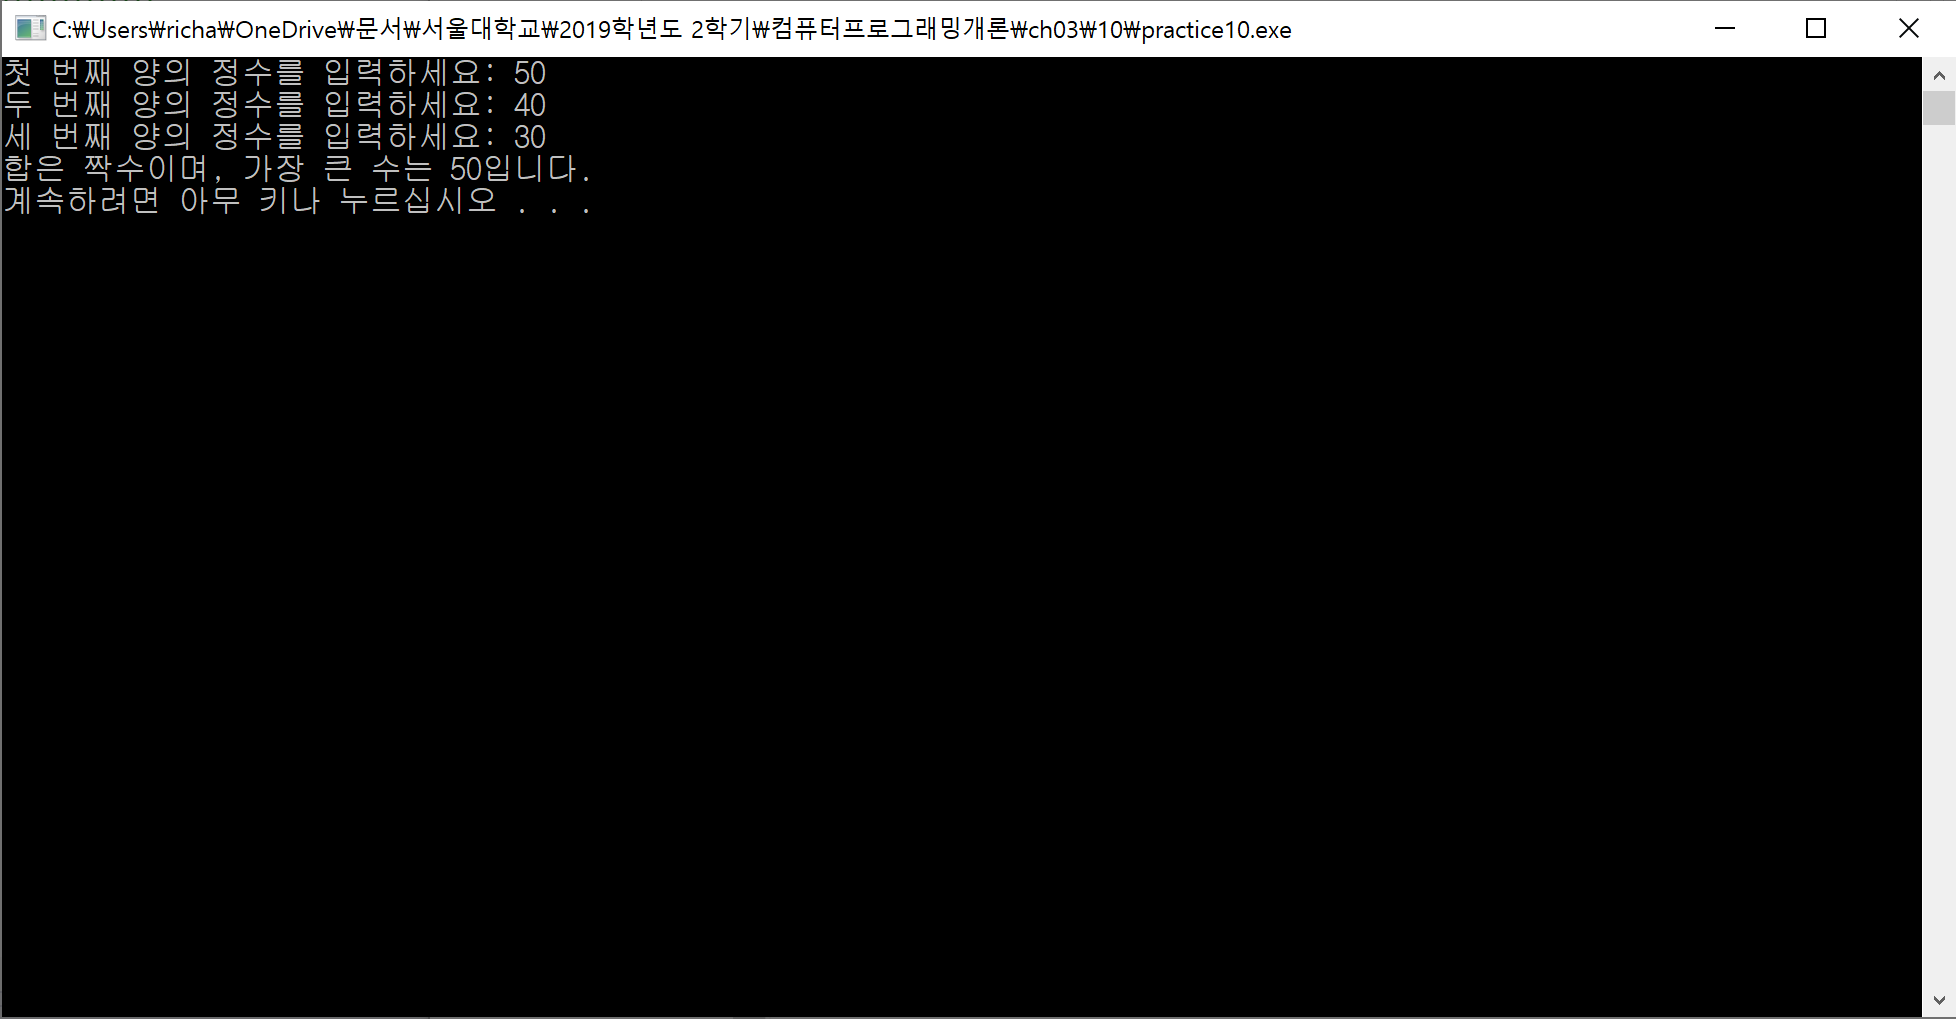 C:₩Users₩richa₩OneDrive₩문서₩서울대학교₩2019학년도 2학기₩컴퓨터프로그래밍개론₩ch03₩10₩practice10.exe
첫 번째 양의 정수를 입력하세요: 50
두 번째 양의 정수를 입력하세요: 40
세 번째 양의 정수를 입력하세요: 30
합은 짝수이며, 가장 큰 수는 50입니다.
계속하려면 아무 키나 누르십시오 . . .